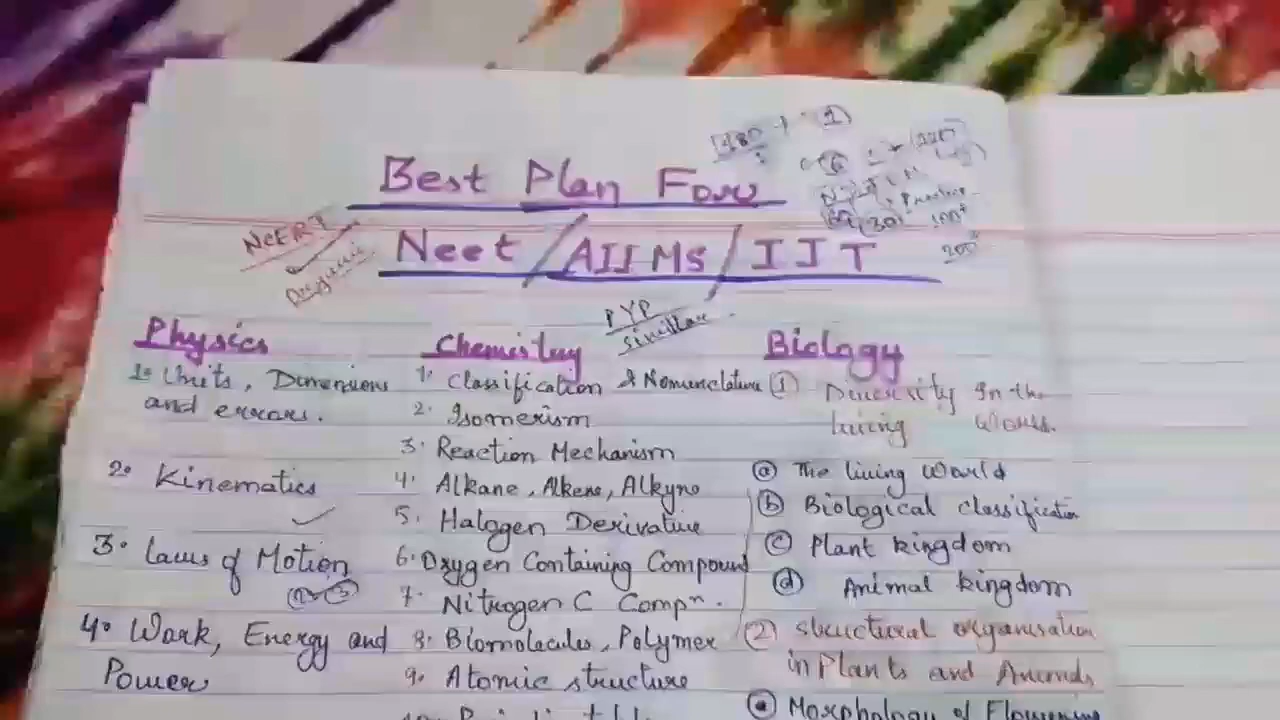 Best Plan Forr
Neet / AIIMS / IIT
NCERT
PYP
Similar
Physics
1. Units, Dimensions
and errors.
2. Kinematics
3. Laws of Motion
4. Work, Energy and
Power
Chemistry
1. Classification & Nomenclature
2. Isomerism
3. Reaction Mechanism
4. Alkane, Alkene, Alkyne
5. Halogen Derivative
6. Oxygen Containing Compound
7. Nitrogen C Compn.
8. Biomolecules, Polymer
9. Atomic structure
Biology
① Diversity In the
living World.
ⓐ The living World
ⓑ Biological classification
ⓒ Plant kingdom
ⓓ Animal kingdom
② structural organisation
in Plants and Animals
ⓐ Morphology of Flowering